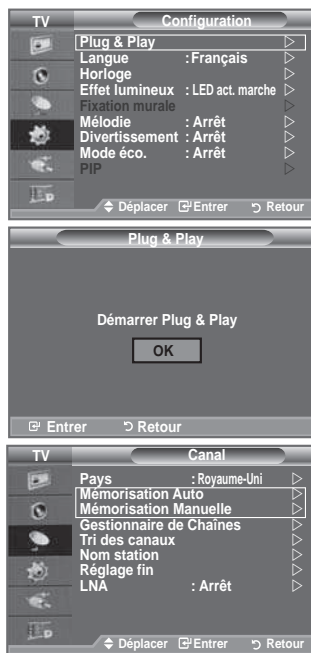 TV Configuration
Plug & Play
Langue : Français
Horloge
Effet lumineux : LED act. marche
Fixation murale
Mélodie : Arrêt
Divertissement : Arrêt
Mode éco. : Arrêt
PIP
Déplacer Entrer Retour
Plug & Play
Démarrer Plug & Play
OK
Entrer Retour
TV Canal
Pays : Royaume-Uni
Mémorisation Auto
Mémorisation Manuelle
Gestionnaire de Chaînes
Tri des canaux
Nom station
Réglage fin
LNA : Arrêt
Déplacer Entrer Retour